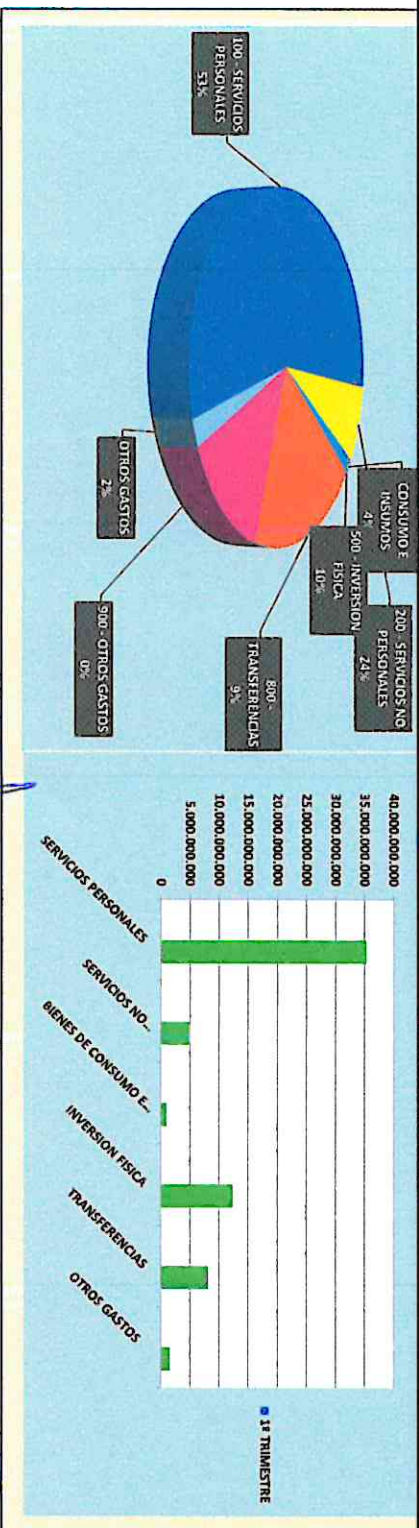 100 - SERVICIOS
PERSONALES
53%
CONSUMO E
INSUMOS
4%
200 - SERVICIOS NO
PERSONALES
24%
500 - INVERSION
FISICA
10%
800 -
TRANSFERENCIAS
9%
900 - OTROS GASTOS
0%
OTROS GASTOS
2%
40.000.000.000
35.000.000.000
30.000.000.000
25.000.000.000
20.000.000.000
15.000.000.000
10.000.000.000
5.000.000.000
0
SERVICIOS PERSONALES
SERVICIOS NO...
BIENES DE CONSUMO E...
INVERSION FISICA
TRANSFERENCIAS
OTROS GASTOS
1º TRIMESTRE